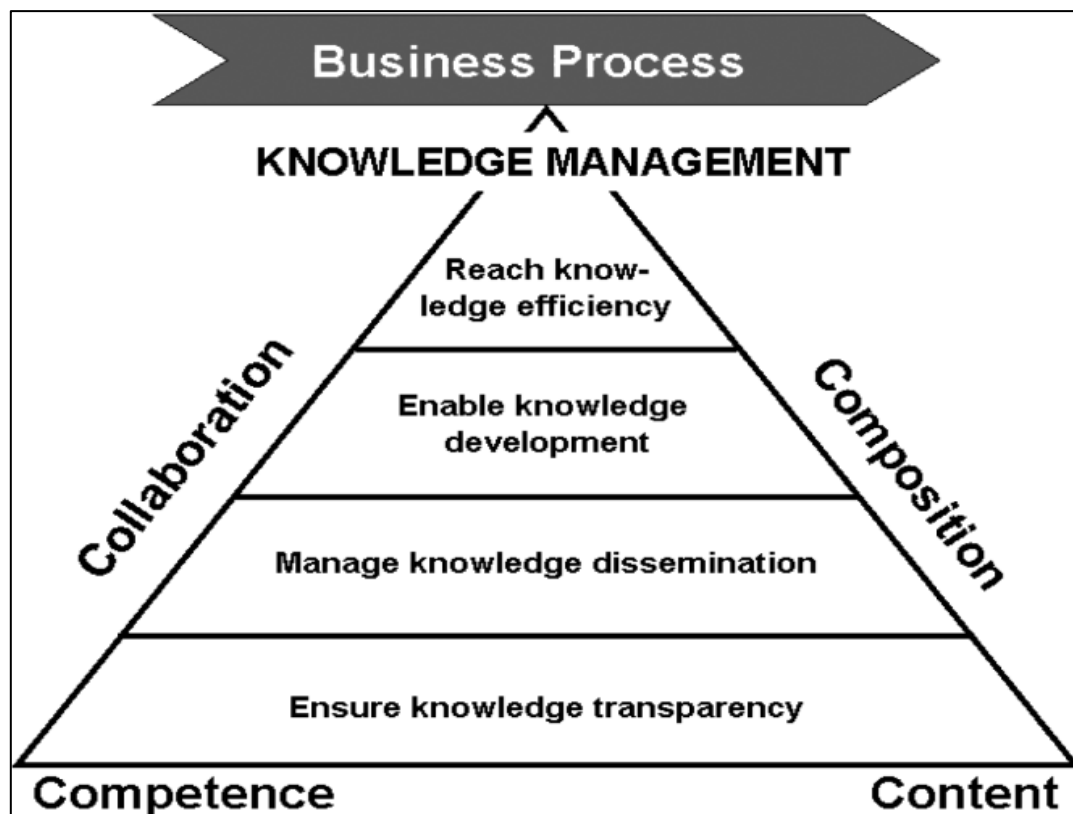 Business Process
KNOWLEDGE MANAGEMENT
Reach know-
ledge efficiency
Collaboration
Composition
Enable knowledge
development
Manage knowledge dissemination
Ensure knowledge transparency
Competence
Content